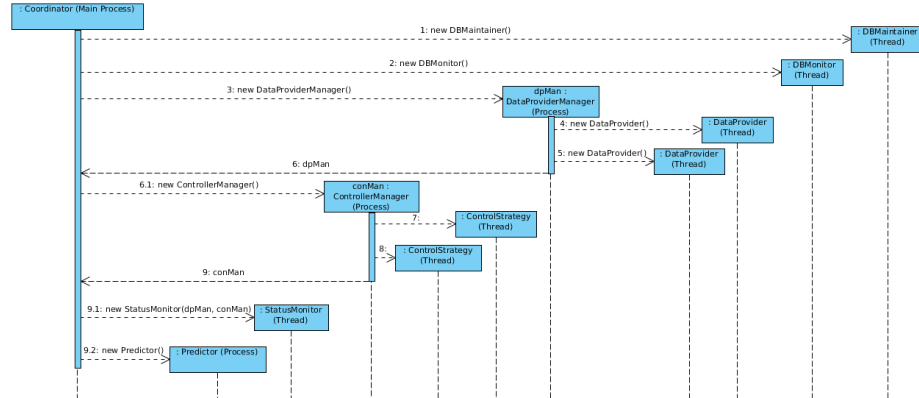 : Coordinator (Main Process)
1: new DBMaintainer()
: DBMaintainer
(Thread)
2: new DBMonitor()
: DBMonitor
(Thread)
3: new DataProviderManager()
dpMan :
DataProviderManager
(Process)
4: new DataProvider()
: DataProvider
(Thread)
5: new DataProvider()
: DataProvider
(Thread)
6: dpMan
6.1: new ControllerManager()
conMan :
ControllerManager
(Process)
7:
: ControlStrategy
(Thread)
8:
: ControlStrategy
(Thread)
9: conMan
9.1: new StatusMonitor(dpMan, conMan)
: StatusMonitor
(Thread)
9.2: new Predictor()
: Predictor (Process)